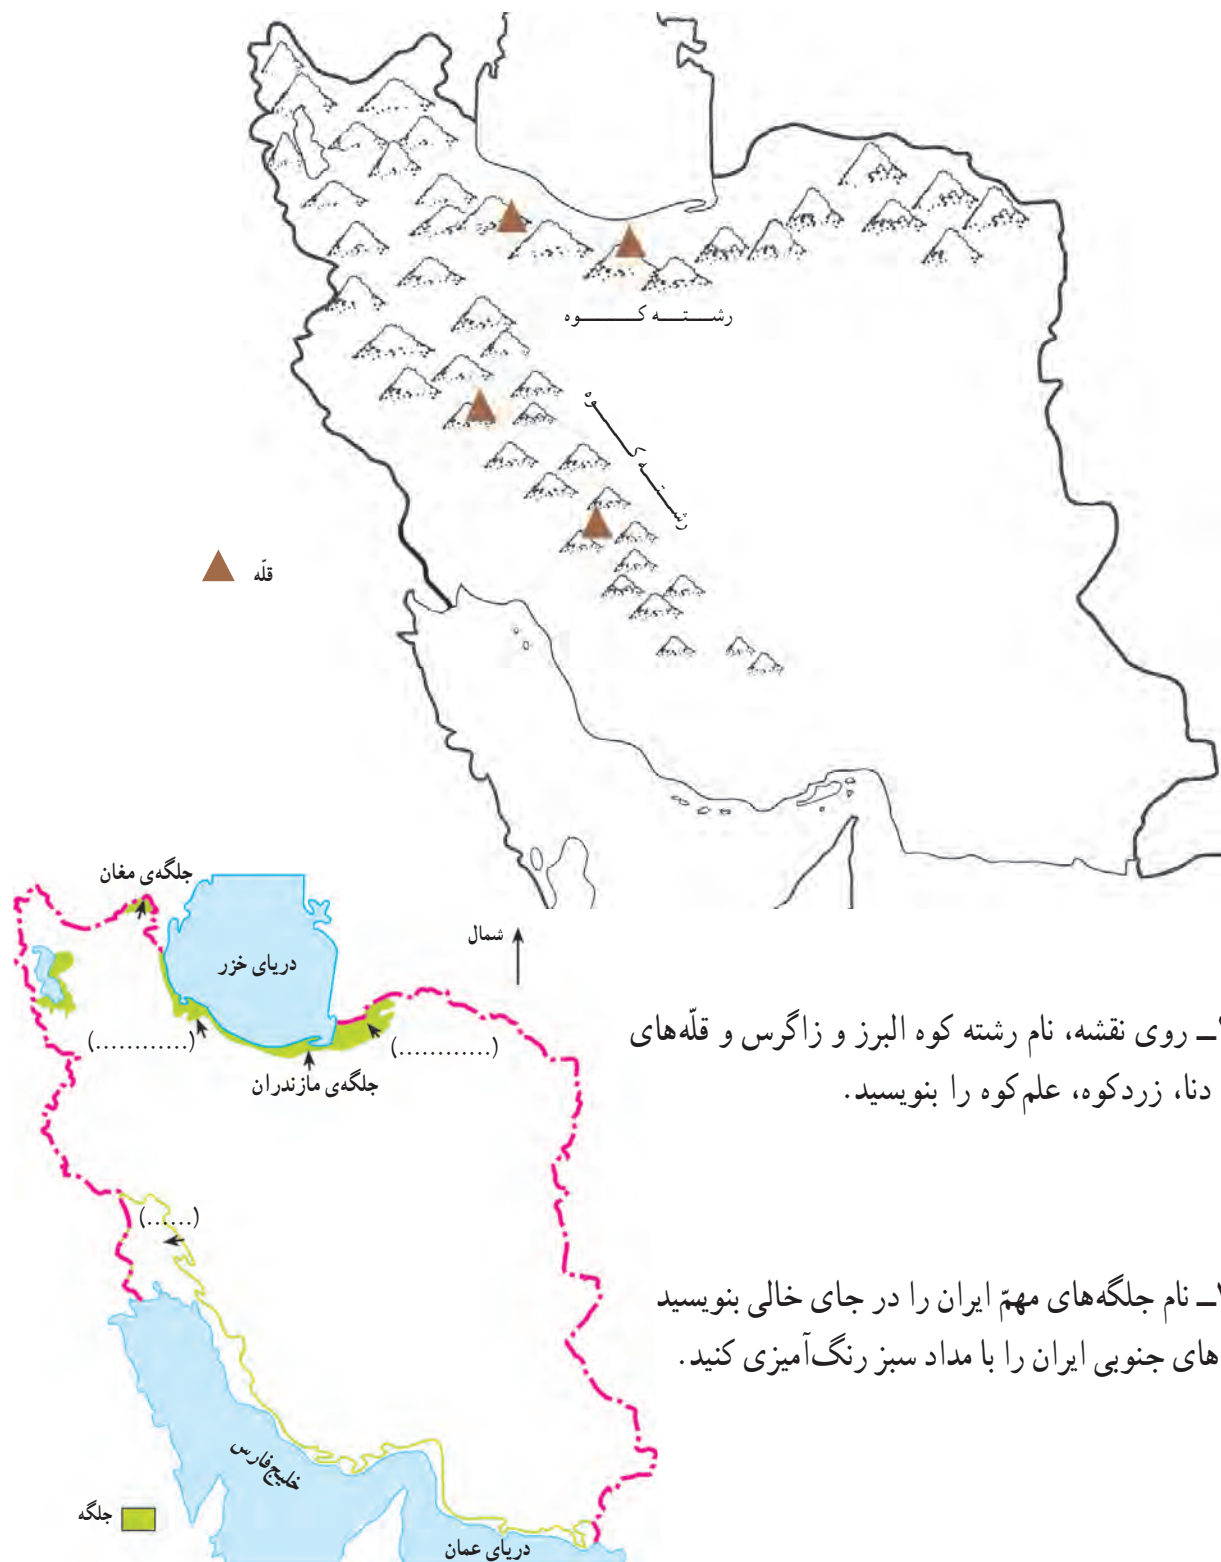 رشته کوه
رشته کوه
قلّه
جلگه‌ی مغان
شمال
دریای خزر
(............)
(............)
جلگه‌ی مازندران
ــ روی نقشه، نام رشته کوه البرز و زاگرس و قلّه‌های
دنا، زردکوه، علم‌کوه را بنویسید.
(......)
ــ نام جلگه‌های مهمّ ایران را در جای خالی بنویسید
های جنوبی ایران را با مداد سبز رنگ‌آمیزی کنید.
خلیج‌فارس
جلگه
دریای عمان